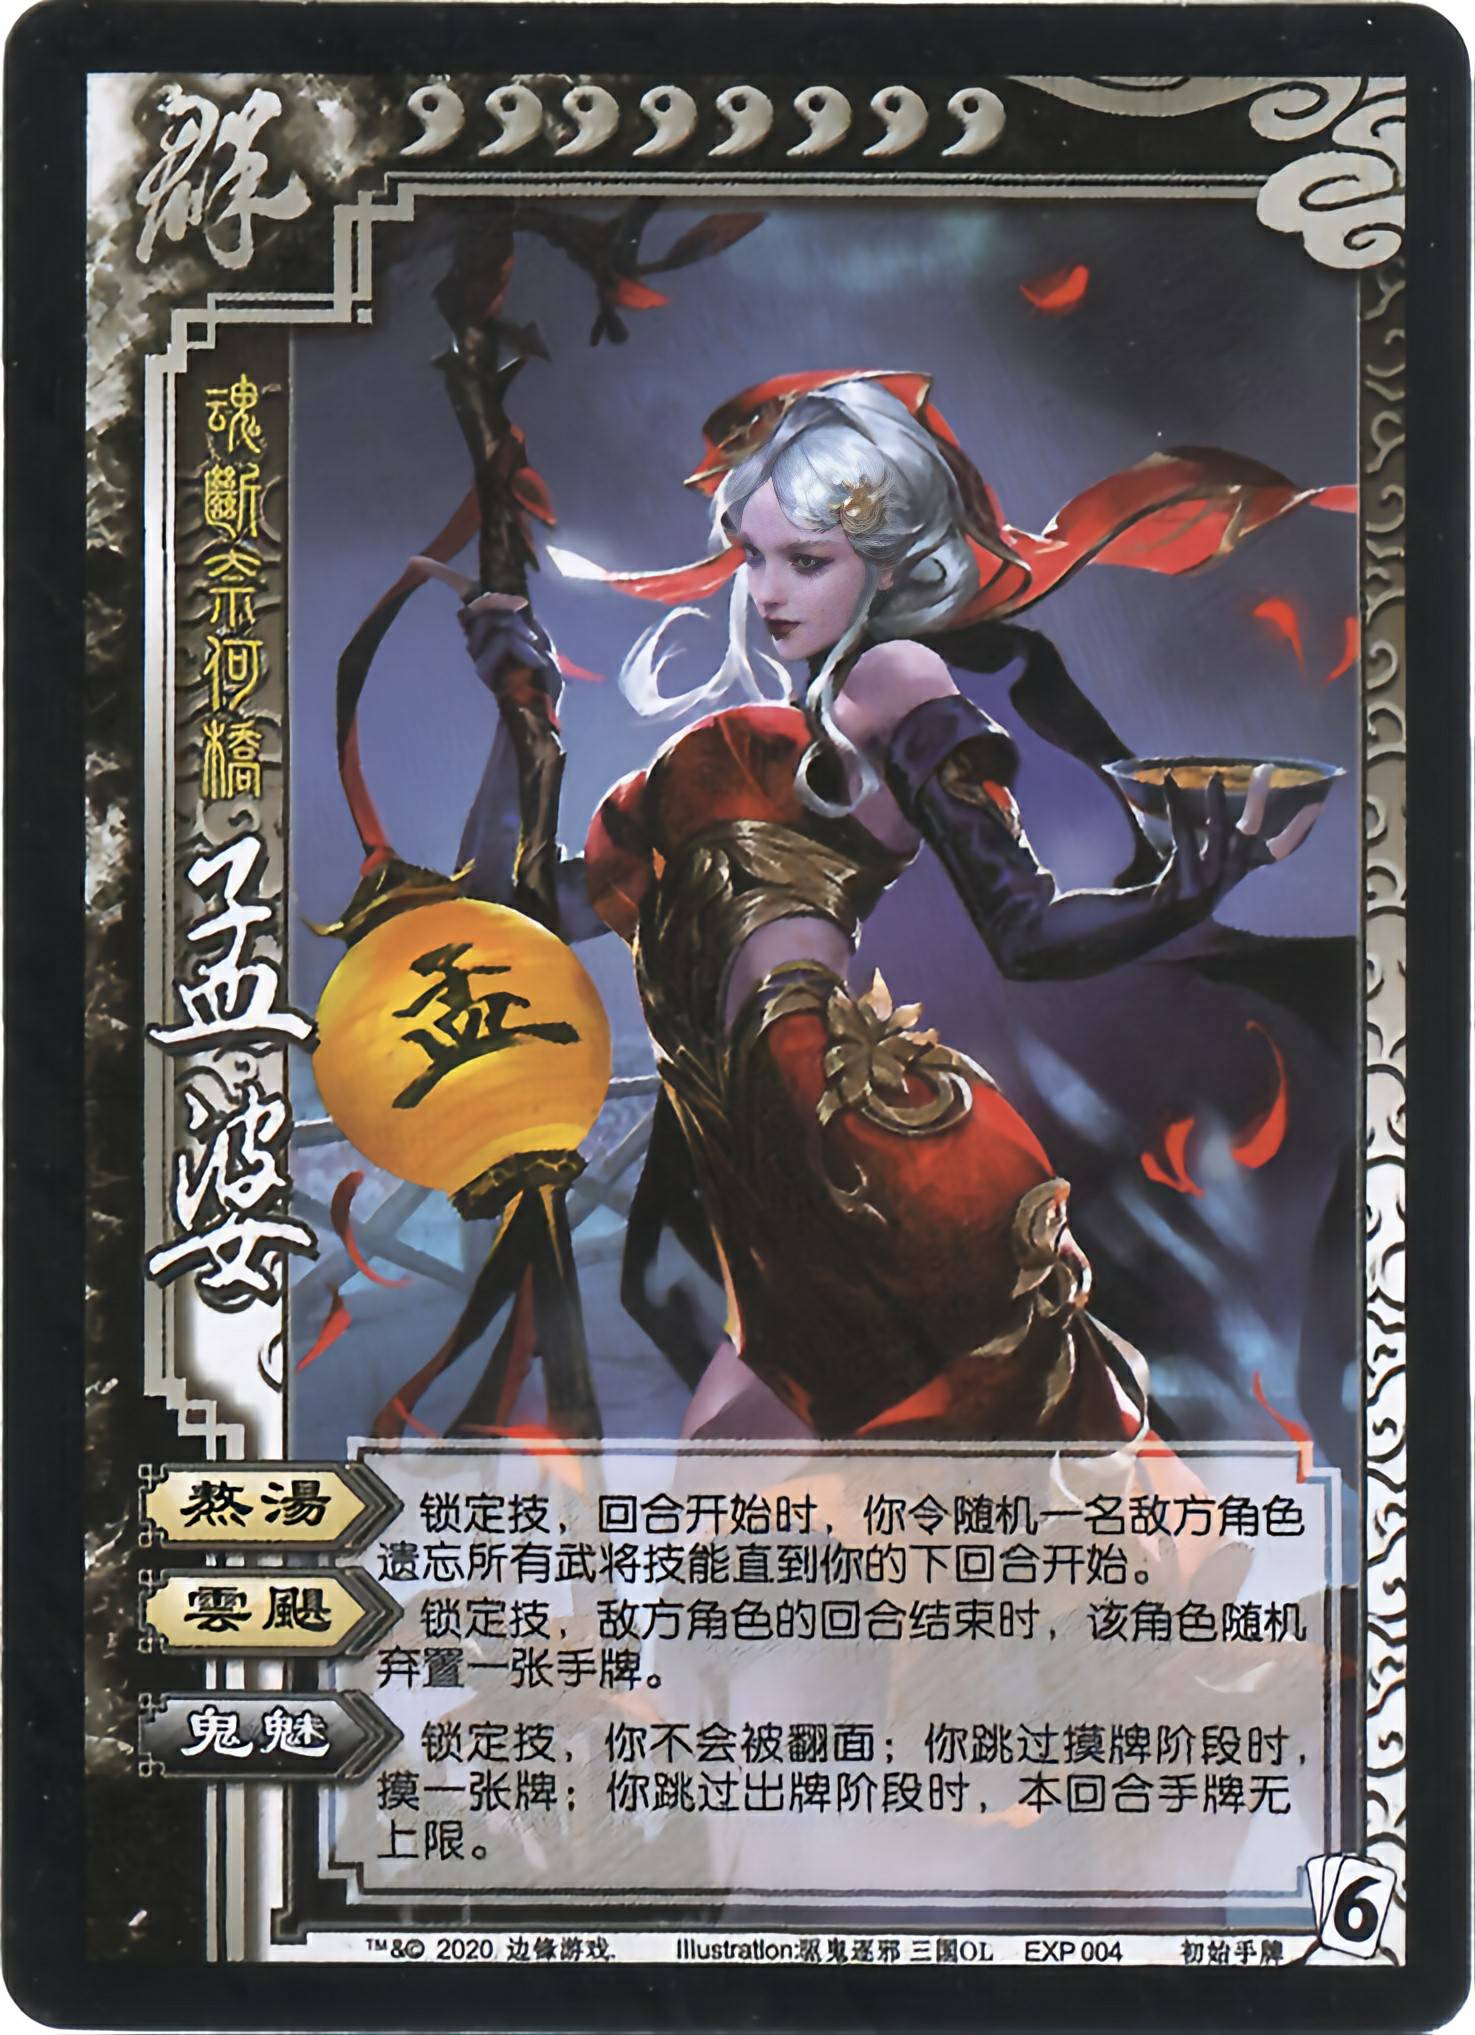 群
魂斷奈何橋
孟婆
孟
熬湯
锁定技，回合开始时，你令随机一名敌方角色
遗忘所有武将技能直到你的下回合开始。
雲颶
锁定技，敌方角色的回合结束时，该角色随机
弃置一张手牌。
鬼魅
锁定技，你不会被翻面；你跳过摸牌阶段时，
摸一张牌；你跳过出牌阶段时，本回合手牌无
上限。
6
™&© 2020. 边锋游戏. Illustration:驱鬼逐邪 三国OL EXP 004 初始手牌